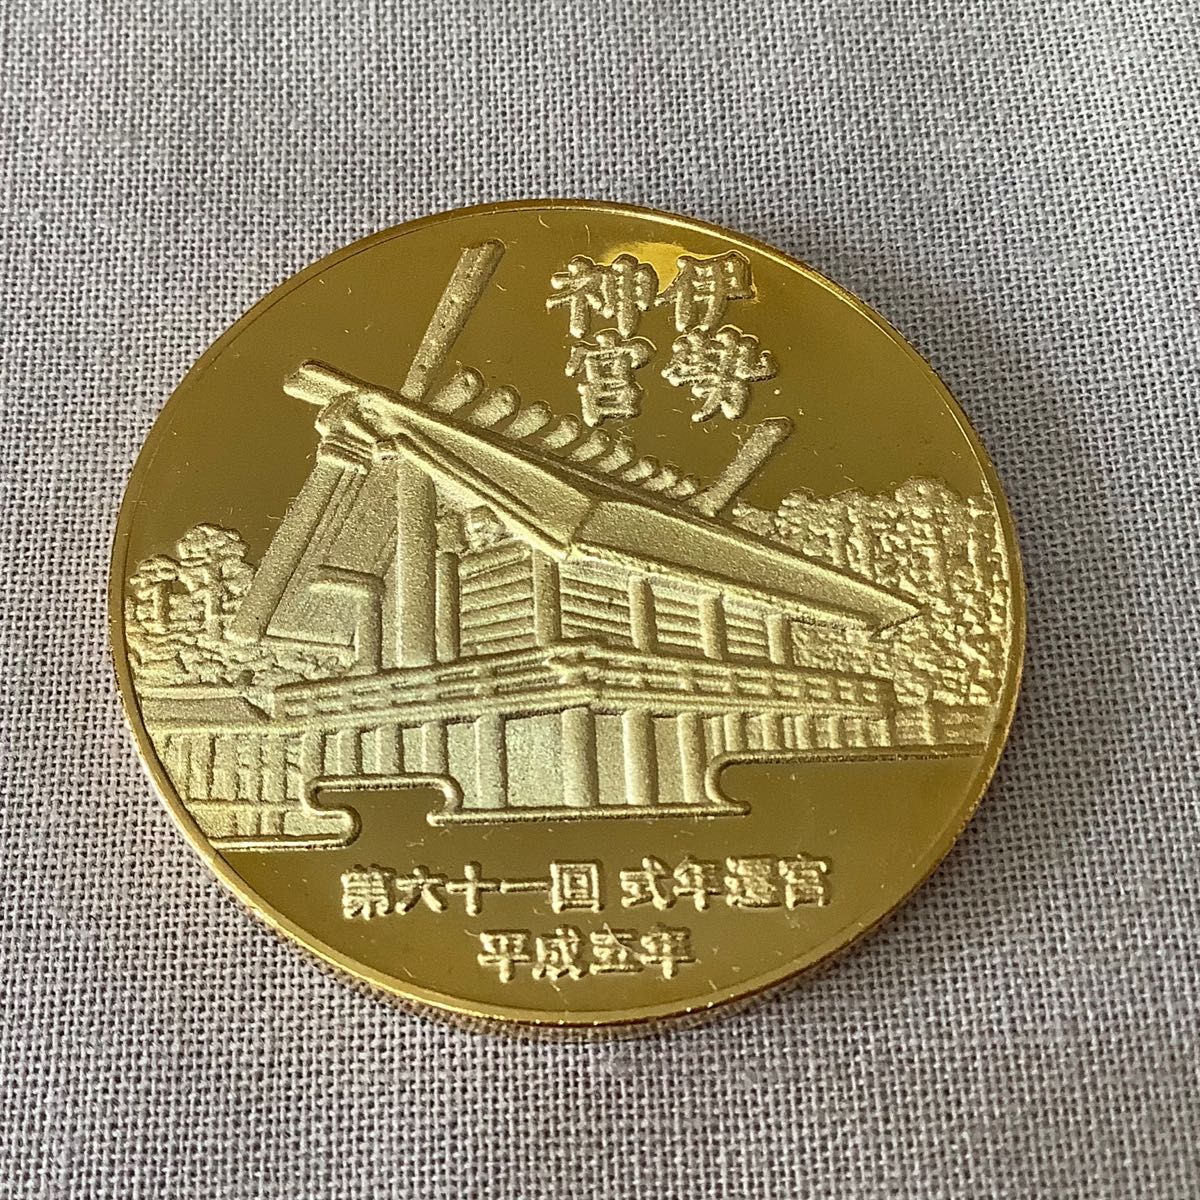 伊勢
神宮
第六十一回 式年遷宮
平成五年